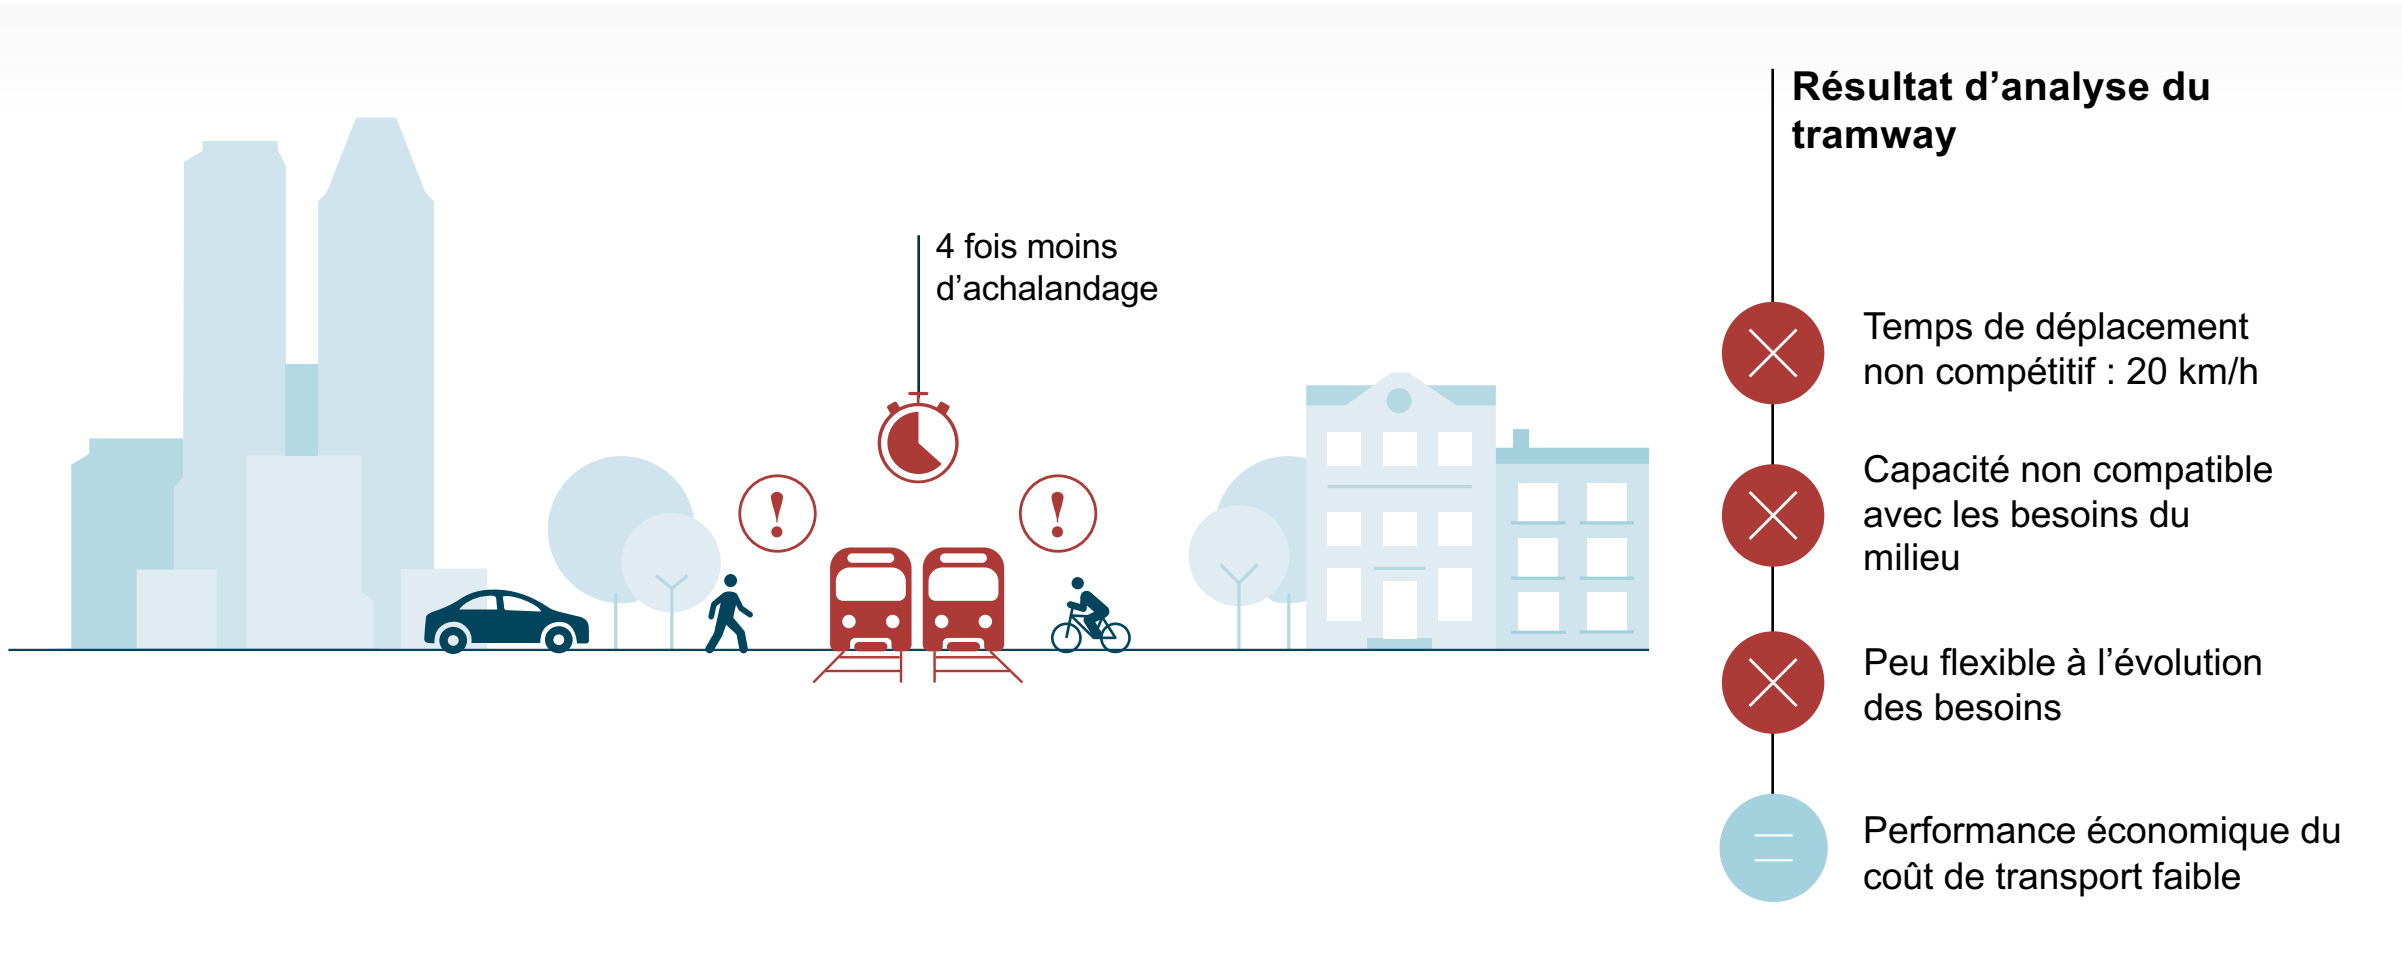 Résultat d’analyse du
tramway
4 fois moins
d’achalandage
Temps de déplacement
non compétitif : 20 km/h
Capacité non compatible
avec les besoins du
milieu
Peu flexible à l’évolution
des besoins
Performance économique du
coût de transport faible